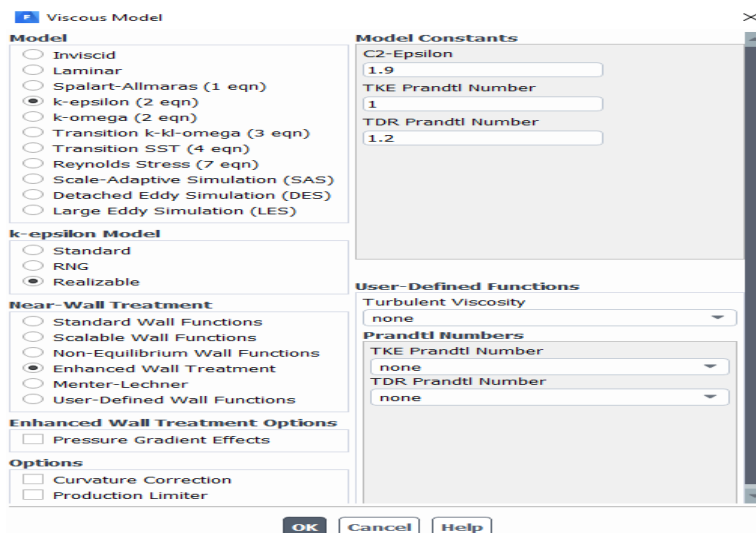 Viscous Model
Model
Inviscid
Laminar
Spalart-Allmaras (1 eqn)
k-epsilon (2 eqn)
k-omega (2 eqn)
Transition k-kl-omega (3 eqn)
Transition SST (4 eqn)
Reynolds Stress (7 eqn)
Scale-Adaptive Simulation (SAS)
Detached Eddy Simulation (DES)
Large Eddy Simulation (LES)
k-epsilon Model
Standard
RNG
Realizable
Near-Wall Treatment
Standard Wall Functions
Scalable Wall Functions
Non-Equilibrium Wall Functions
Enhanced Wall Treatment
Menter-Lechner
User-Defined Wall Functions
Enhanced Wall Treatment Options
Pressure Gradient Effects
Options
Curvature Correction
Production Limiter
Model Constants
C2-Epsilon
1.9
TKE Prandtl Number
1
TDR Prandtl Number
1.2
User-Defined Functions
Turbulent Viscosity
none
Prandtl Numbers
TKE Prandtl Number
none
TDR Prandtl Number
none
OK Cancel Help